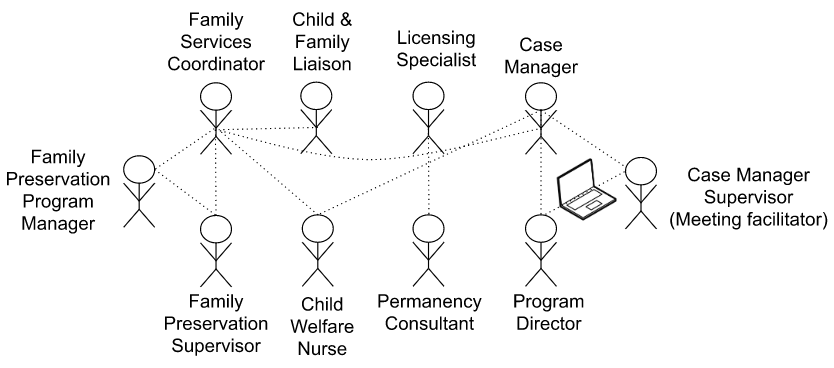 Family
Services
Coordinator
Child &
Family
Liaison
Licensing
Specialist
Case
Manager
Family
Preservation
Program
Manager
Case Manager
Supervisor
(Meeting facilitator)
Family
Preservation
Supervisor
Child
Welfare
Nurse
Permanency
Consultant
Program
Director